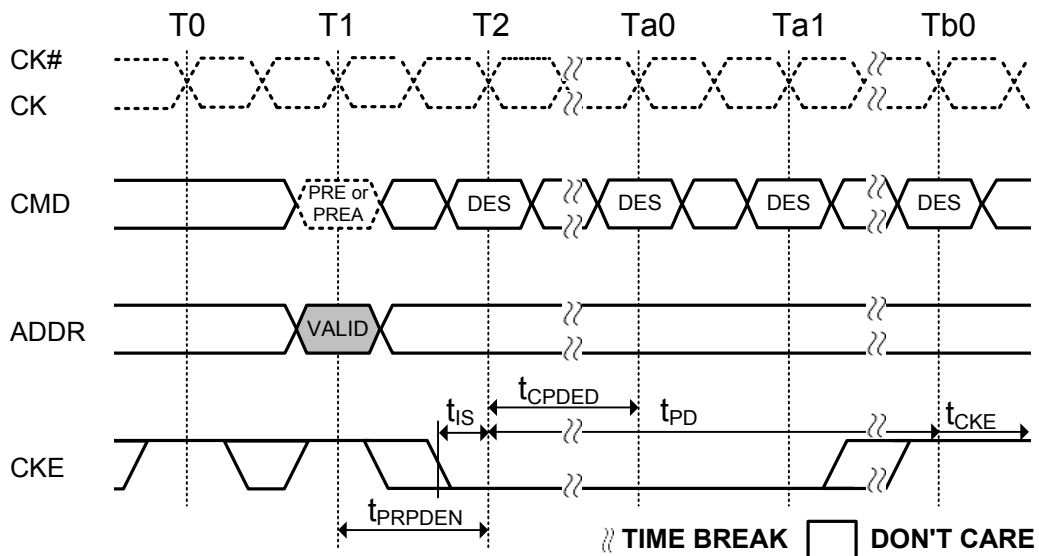 T0 T1 T2 Ta0 Ta1 Tb0
CK#
CK
CMD
PRE or
PREA
DES DES DES DES
ADDR
VALID
tIS tCPDED tPD tCKE
CKE
tPRPDEN
TIME BREAK DON'T CARE